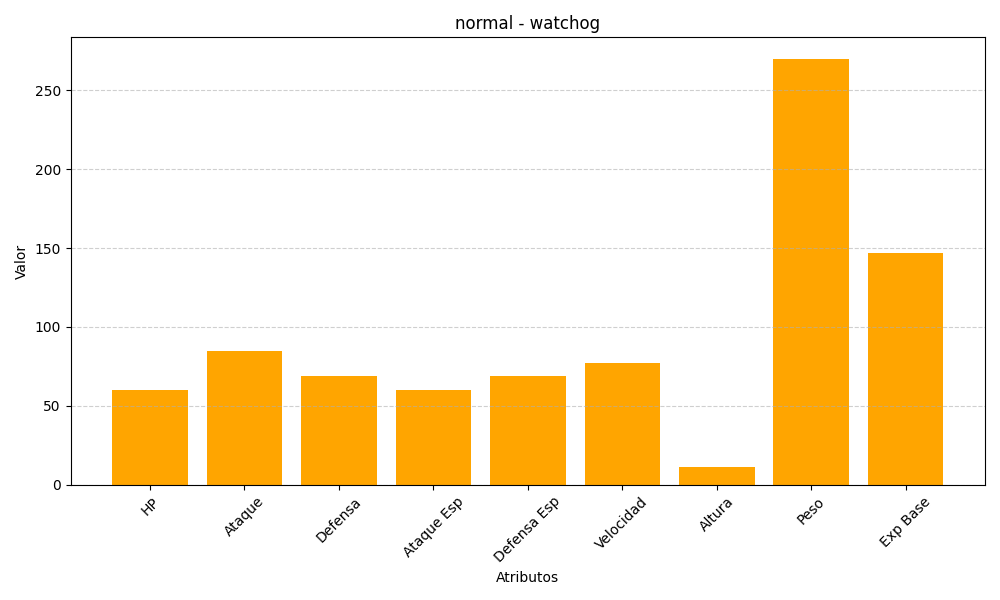 normal - watchog
Valor
250
200
150
100
50
0
HP
Ataque
Defensa
Ataque Esp
Defensa Esp
Velocidad
Altura
Peso
Exp Base
Atributos